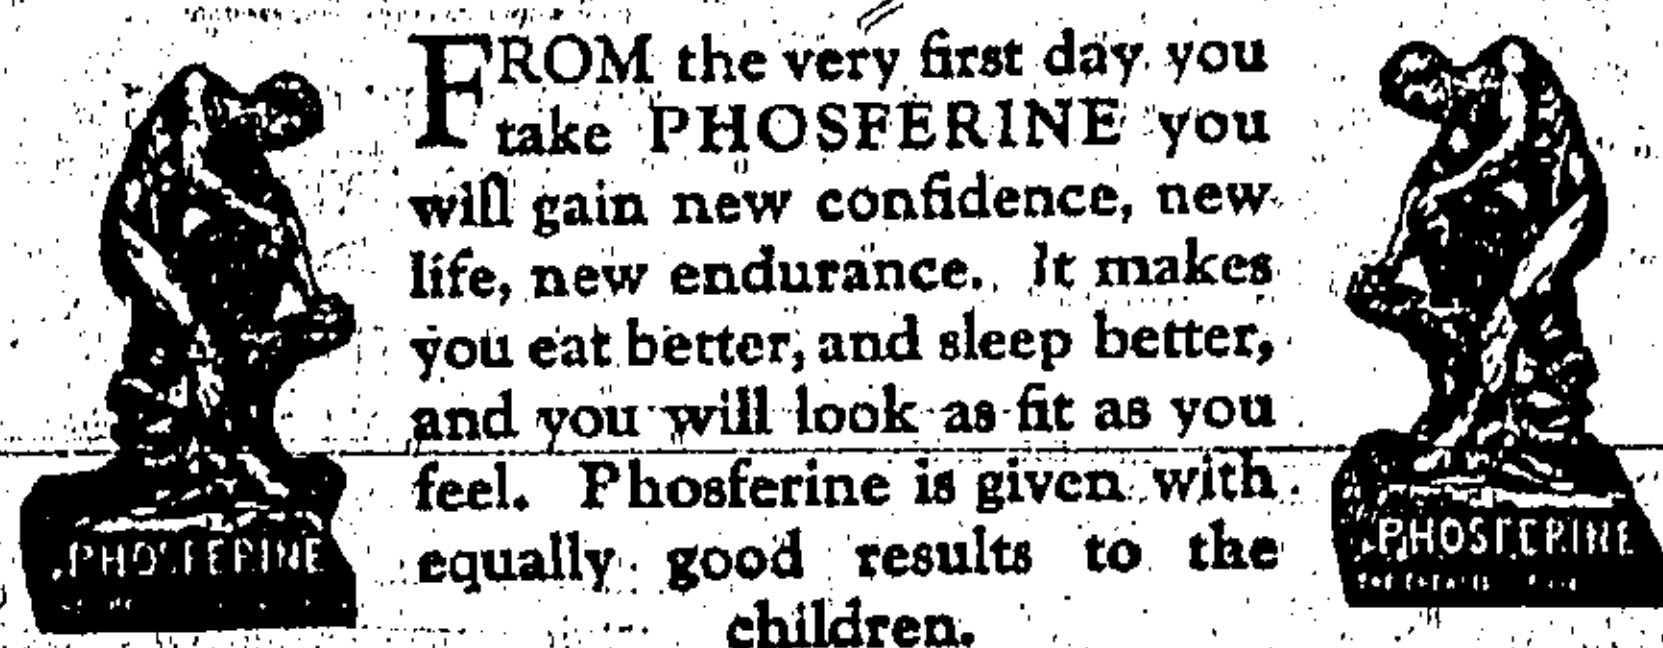 FROM the very first day you
take PHOSFERINE you
will gain new confidence, new
life, new endurance. It makes
you eat better, and sleep better,
and you will look as fit as you
feel. Phosferine is given with
equally good results to the
children.
PHOSFERINE
PHOSFERINE